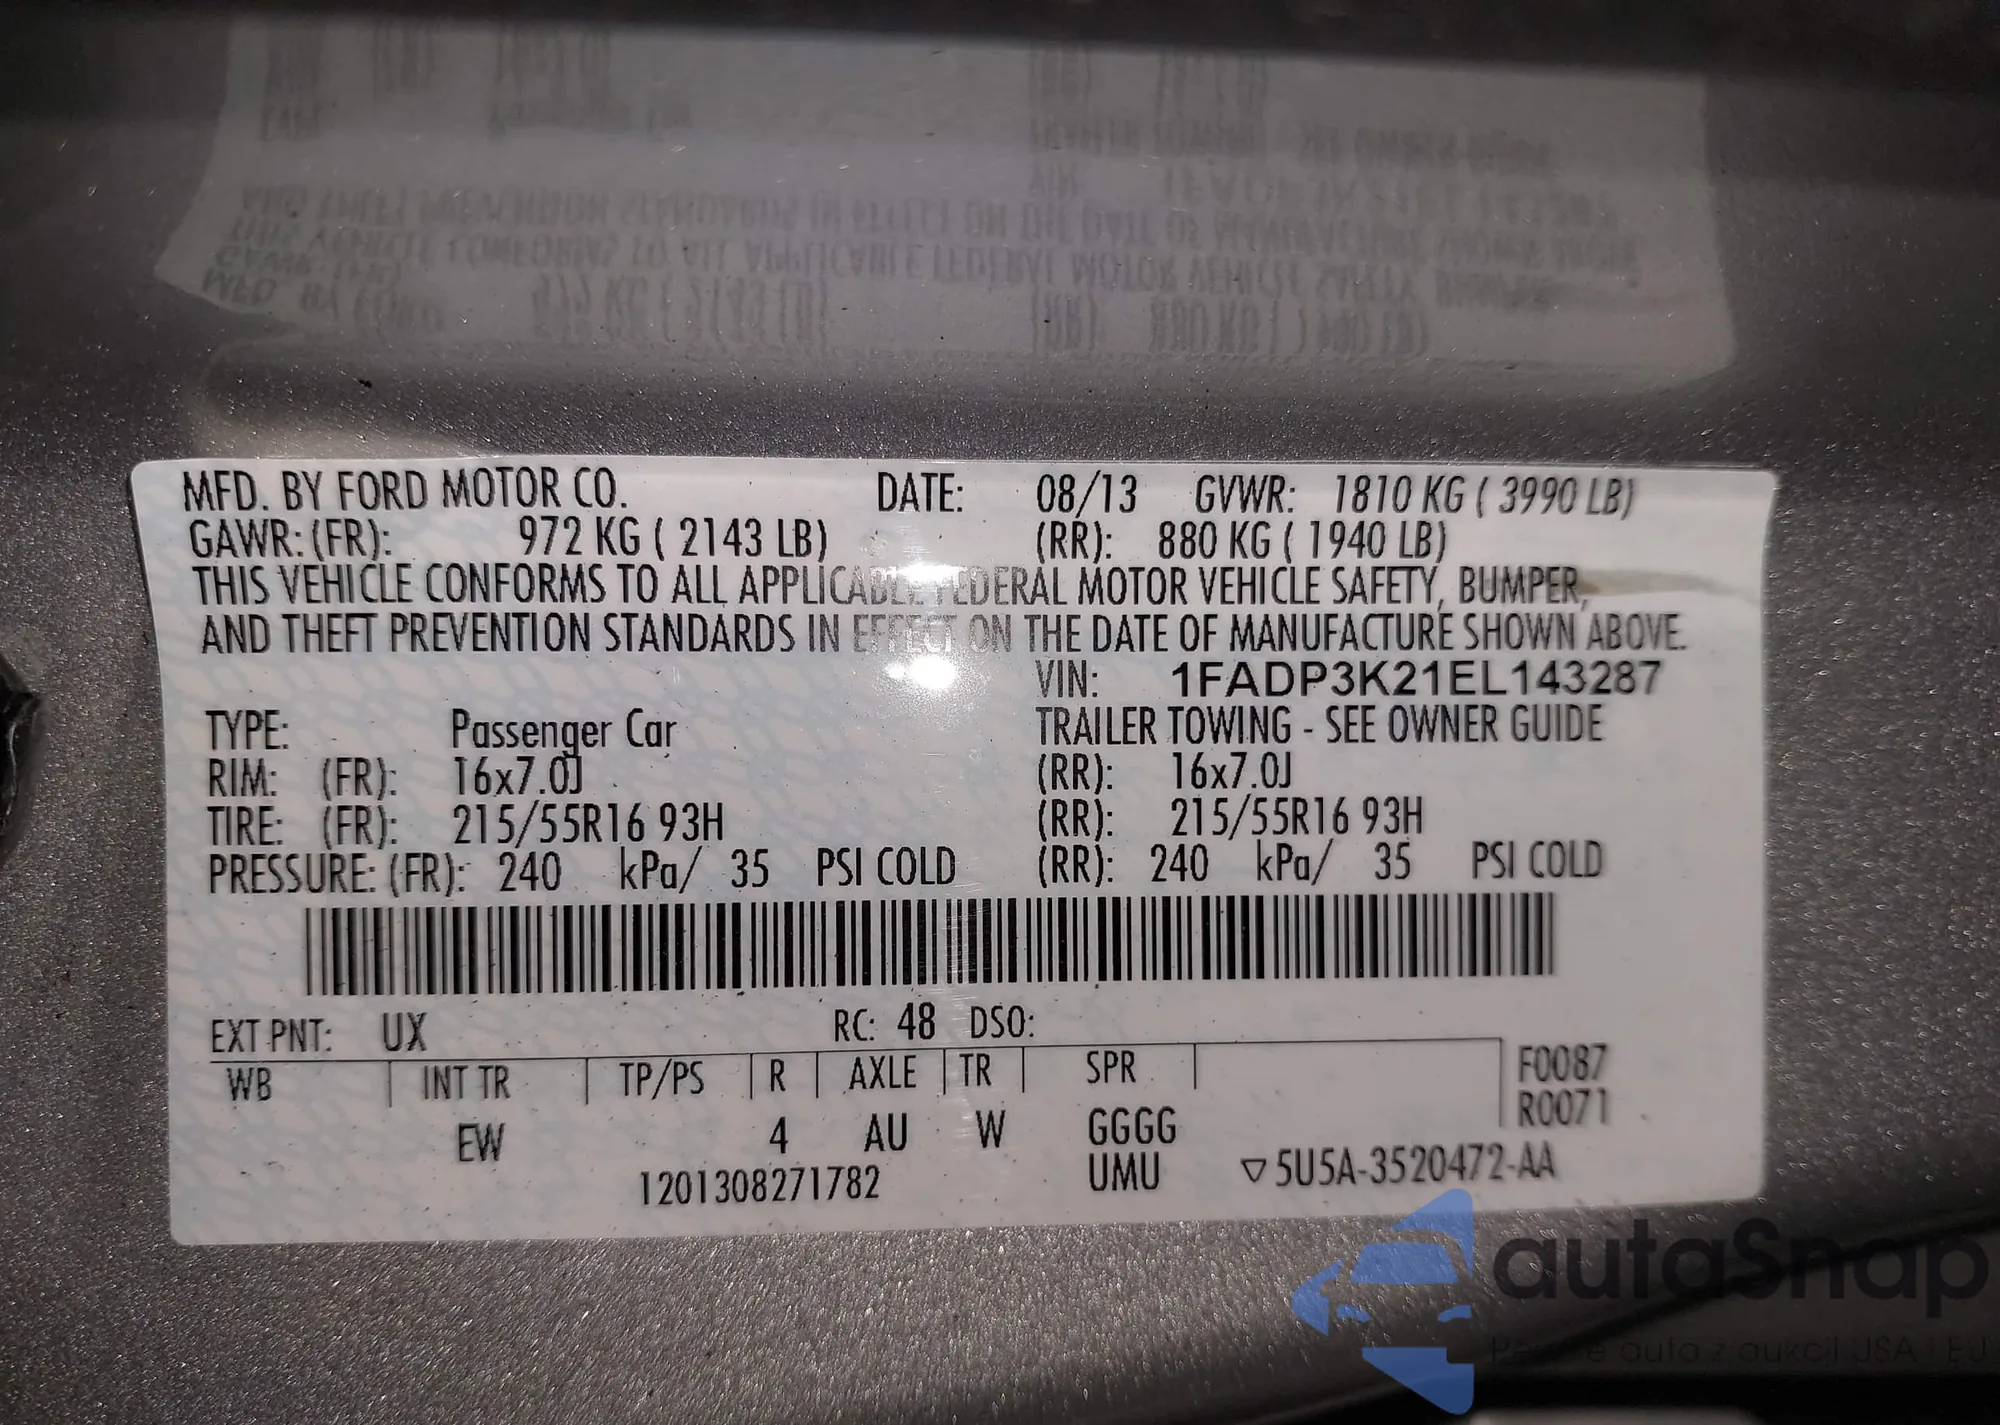 MFD. BY FORD MOTOR CO. DATE: 08/13 GVWR: 1810 KG ( 3990 LB)
GAWR: (FR): 972 KG ( 2143 LB) (RR): 880 KG ( 1940 LB)
THIS VEHICLE CONFORMS TO ALL APPLICABLE FEDERAL MOTOR VEHICLE SAFETY, BUMPER,
AND THEFT PREVENTION STANDARDS IN EFFECT ON THE DATE OF MANUFACTURE SHOWN ABOVE.
VIN: 1FADP3K21EL143287
TYPE: Passenger Car TRAILER TOWING - SEE OWNER GUIDE
RIM: (FR): 16x7.0J (RR): 16x7.0J
TIRE: (FR): 215/55R16 93H (RR): 215/55R16 93H
PRESSURE: (FR): 240 kPa/ 35 PSI COLD (RR): 240 kPa/ 35 PSI COLD
EXT PNT: UX RC: 48 DSO:
WB INT TR TP/PS R AXLE TR SPR F0087
R0071
EW 4 AU W GGGG
1201308271782 UMU ▽5U5A-3520472-AA
autaSnap
auta z aukcji USA i EU